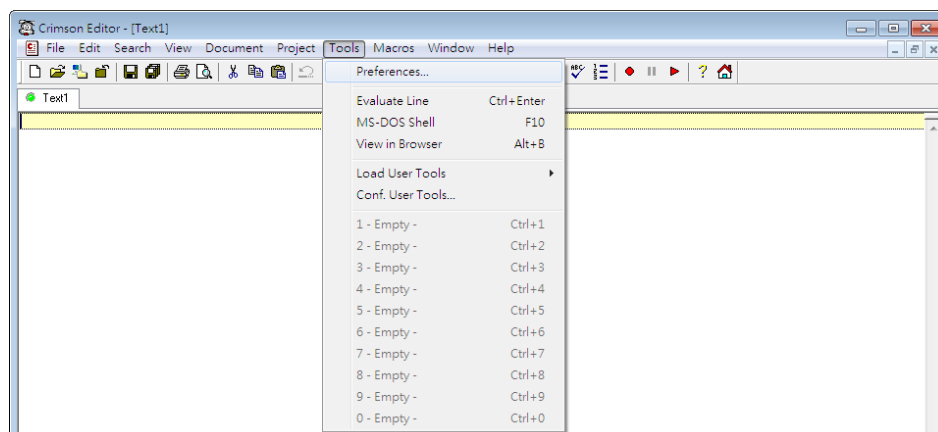 Crimson Editor - [Text1]
File Edit Search View Document Project Tools Macros Window Help
ABC
Text1
Preferences...
Evaluate Line Ctrl+Enter
MS-DOS Shell F10
View in Browser Alt+B
Load User Tools
Conf. User Tools...
1 - Empty - Ctrl+1
2 - Empty - Ctrl+2
3 - Empty - Ctrl+3
4 - Empty - Ctrl+4
5 - Empty - Ctrl+5
6 - Empty - Ctrl+6
7 - Empty - Ctrl+7
8 - Empty - Ctrl+8
9 - Empty - Ctrl+9
0 - Empty - Ctrl+0